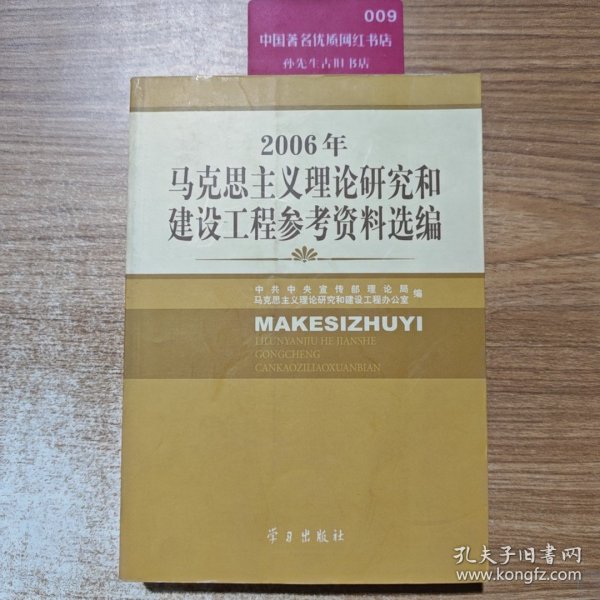 009
中国著名优质网红书店
孙先生古旧书店
2006年
马克思主义理论研究和
建设工程参考资料选编
中共中央宣传部理论局
马克思主义理论研究和建设工程办公室 编
MAKESIZHUYI
LILUNYANJIU HE JIANSHE
GONGCHENG
CANKAOZILIAOXUANBIAN
学习出版社
孔夫子旧书网
www.kongfz.com